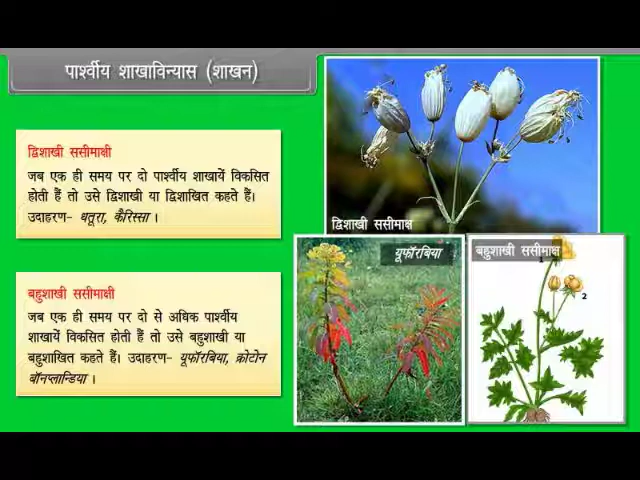 पार्श्वीय शाखाविन्यास (शाखन)
द्विशाखी ससीमाक्षी
जब एक ही समय पर दो पार्श्वीय शाखायें विकसित
होती हैं तो उसे द्विशाखी या द्विशाखित कहते हैं।
उदाहरण- धतूरा, कैरिस्सा ।
द्विशाखी ससीमाक्ष
बहुशाखी ससीमाक्षी
जब एक ही समय पर दो से अधिक पार्श्वीय
शाखायें विकसित होती हैं तो उसे बहुशाखी या
बहुशाखित कहते हैं। उदाहरण- यूफॉरबिया, क्रोटोन
बॉनप्लान्डिया ।
यूफॉरबिया
बहुशाखी ससीमाक्ष
1
2